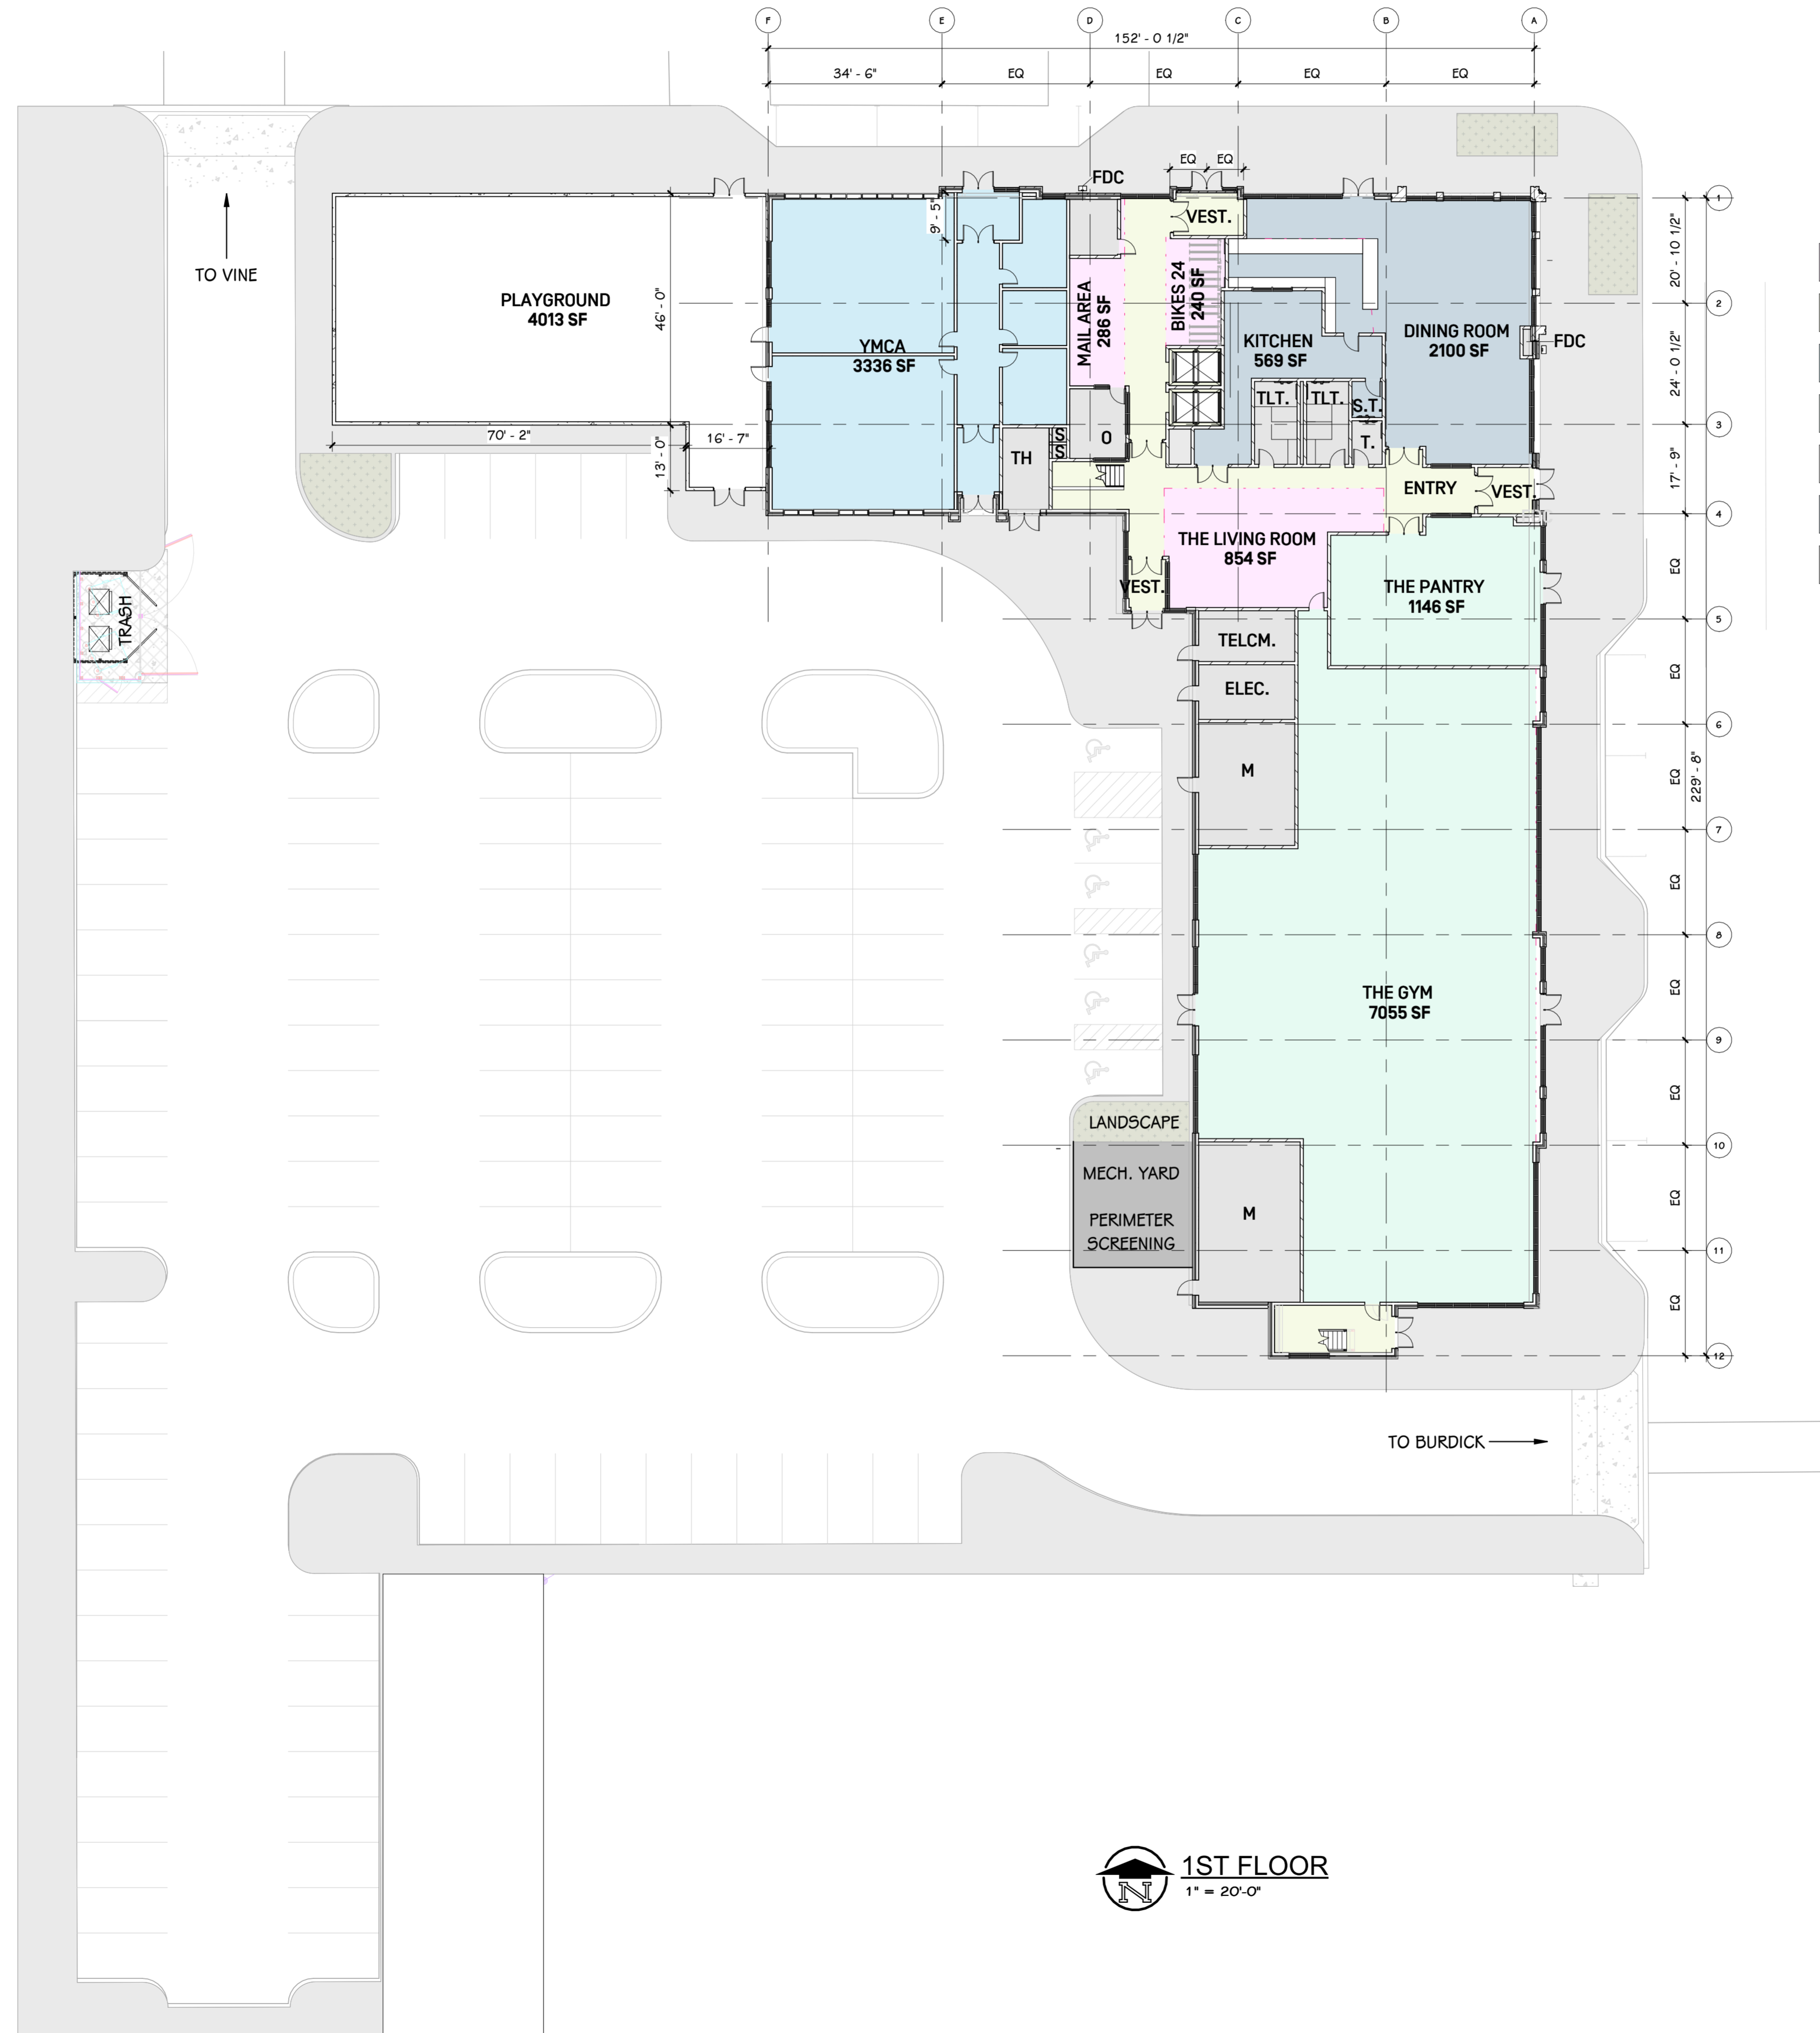 F
E
D
C
B
A
152' - 0 1/2"
34' - 6"
EQ
EQ
EQ
EQ
EQ
EQ
FDC
VEST.
9' - 5"
1
20' - 10 1/2"
TO VINE
PLAYGROUND
4013 SF
46' - 0"
YMCA
3336 SF
MAIL AREA
286 SF
BIKES 24
240 SF
KITCHEN
569 SF
DINING ROOM
2100 SF
FDC
2
24' - 0 1/2"
TLT.
TLT.
S.T.
3
70' - 2"
16' - 7"
13' - 0"
TH
S
S
O
T.
17' - 9"
ENTRY
VEST.
4
THE LIVING ROOM
854 SF
VEST.
THE PANTRY
1146 SF
EQ
TRASH
5
TELCM.
EQ
ELEC.
6
M
EQ
229' - 8"
7
EQ
8
THE GYM
7055 SF
EQ
9
EQ
LANDSCAPE
10
MECH. YARD
PERIMETER
SCREENING
M
EQ
11
EQ
12
TO BURDICK
N
1ST FLOOR
1" = 20'-0"